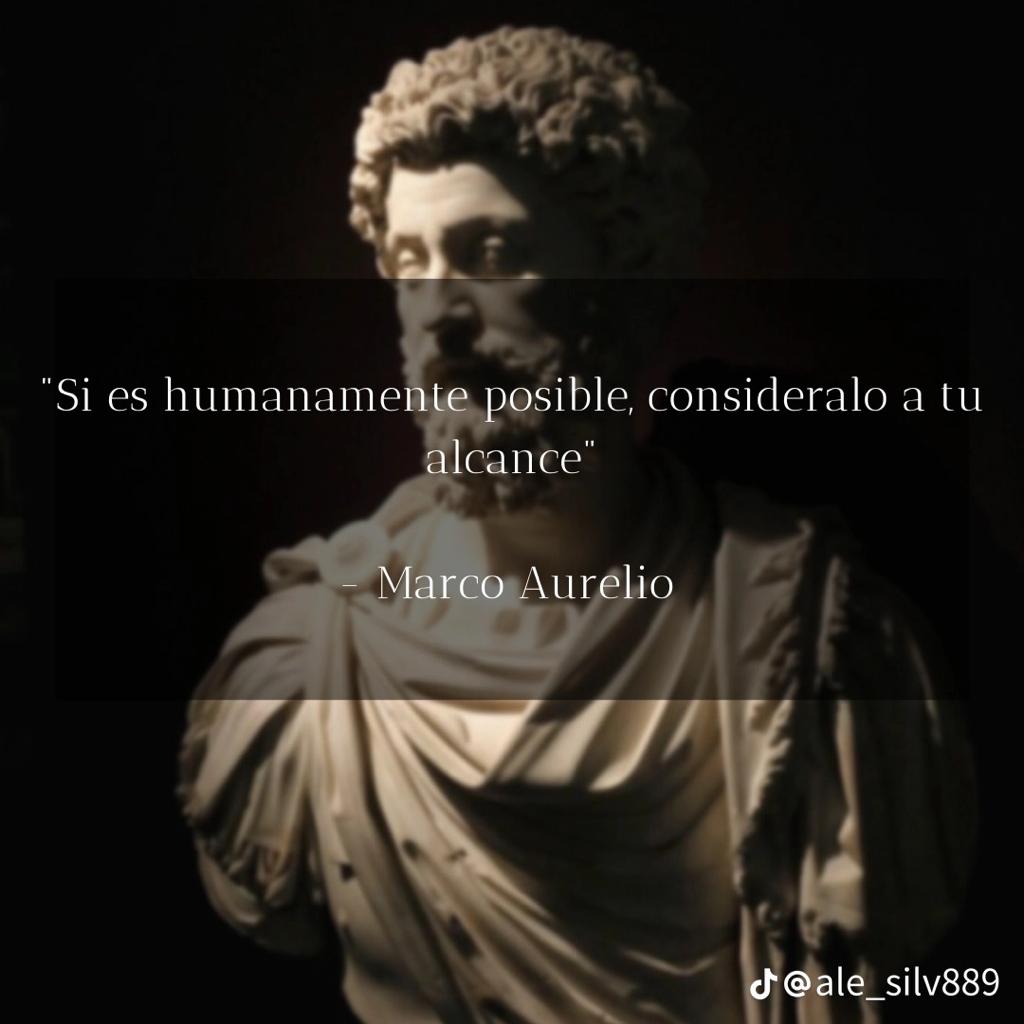 "Si es humanamente posible, consideralo a tu
alcance"
- Marco Aurelio
@ale_silv889